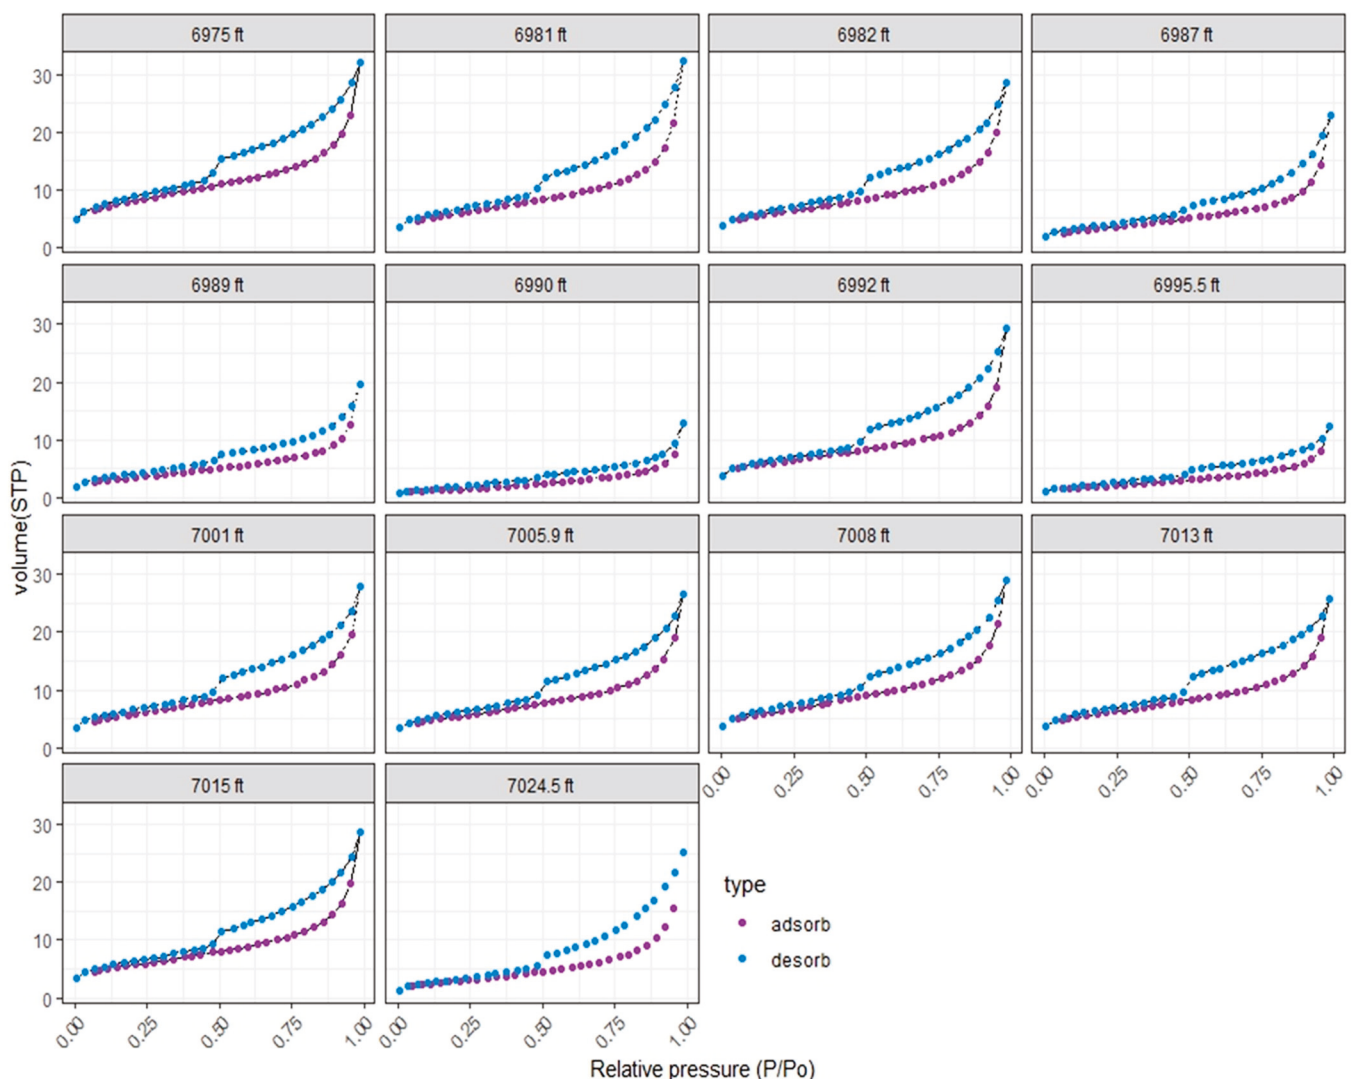 6975 ft 6981 ft 6982 ft 6987 ft
30
20
10
0
6989 ft 6990 ft 6992 ft 6995.5 ft
30
20
10
0
volume(STP)
7001 ft 7005.9 ft 7008 ft 7013 ft
30
20
10
0
0.00 0.25 0.50 0.75 1.00 0.00 0.25 0.50 0.75 1.00
7015 ft 7024.5 ft
30
20
10
0
0.00 0.25 0.50 0.75 1.00 0.00 0.25 0.50 0.75 1.00
type
adsorb
desorb
Relative pressure (P/Po)